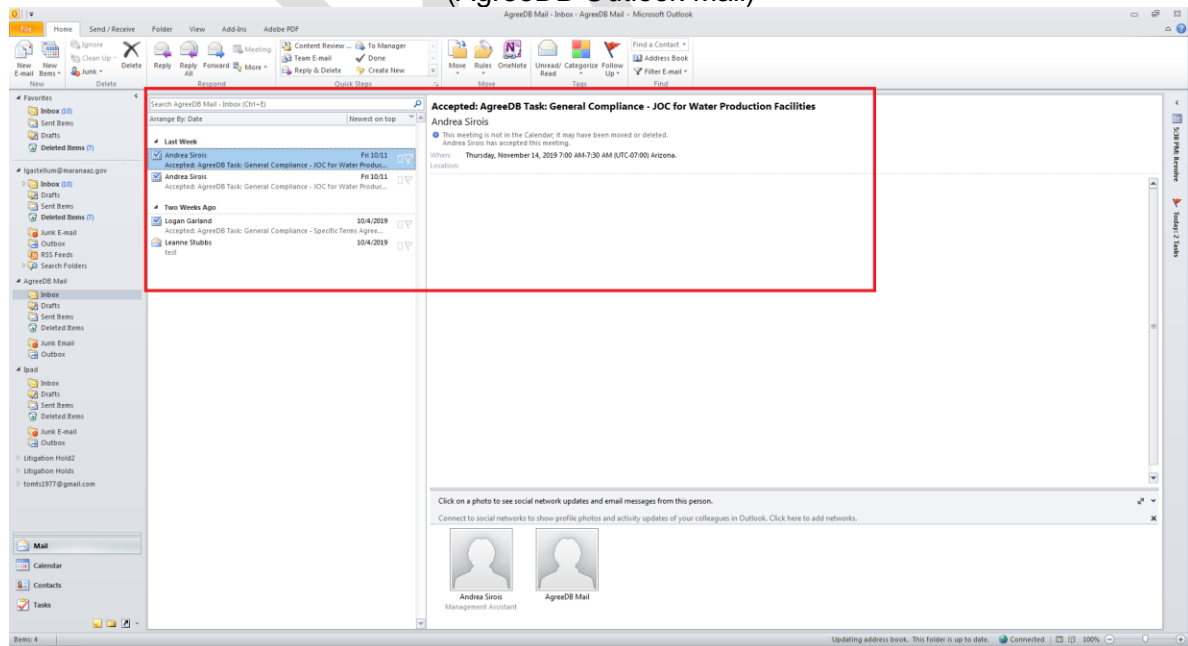 (AgreeDB Outlook Mail)
AgreeDB Mail - Inbox - AgreeDB Mail - Microsoft Outlook
File Home Send / Receive Folder View Add-Ins Adobe PDF
New E-mail
New Items
Ignore
Clean Up
Junk
Delete
Reply
Reply All
Forward
Meeting
More
Content Review ...
Team E-mail
Reply & Delete
To Manager
Done
Create New
Move
Rules
OneNote
Unread/ Read
Categorize
Follow Up
Find a Contact
Address Book
Filter E-mail
New Delete Respond Quick Steps Move Tags Find
Favorites
Inbox (10)
Sent Items
Drafts
Deleted Items (7)
lgastellum@maranaaz.gov
Inbox (10)
Drafts
Sent Items
Deleted Items (7)
Junk E-mail
Outbox
RSS Feeds
Search Folders
AgreeDB Mail
Inbox
Drafts
Sent Items
Deleted Items
Junk Email
Outbox
Ipad
Inbox
Drafts
Sent Items
Deleted Items
Junk E-mail
Outbox
Litigation Hold2
Litigation Holds
tomts1977@gmail.com
Mail
Calendar
Contacts
Tasks
Search AgreeDB Mail - Inbox (Ctrl+E)
Arrange By: Date Newest on top
Last Week
Andrea Sirois Fri 10/11
Accepted: AgreeDB Task: General Compliance - JOC for Water Produc...
Andrea Sirois Fri 10/11
Accepted: AgreeDB Task: General Compliance - JOC for Water Produc...
Two Weeks Ago
Logan Garland 10/4/2019
Accepted: AgreeDB Task: General Compliance - Specific Terms Agree...
Leanne Stubbs 10/4/2019
test
Accepted: AgreeDB Task: General Compliance - JOC for Water Production Facilities
Andrea Sirois
This meeting is not in the Calendar; it may have been moved or deleted.
Andrea Sirois has accepted this meeting.
When: Thursday, November 14, 2019 7:00 AM-7:30 AM (UTC-07:00) Arizona.
Location:
Click on a photo to see social network updates and email messages from this person.
Connect to social networks to show profile photos and activity updates of your colleagues in Outlook. Click here to add networks.
Andrea Sirois
Management Assistant
AgreeDB Mail
5:30 PM: Revolve
Today: 2 Tasks
Items: 4
Updating address book. This folder is up to date. Connected 100%